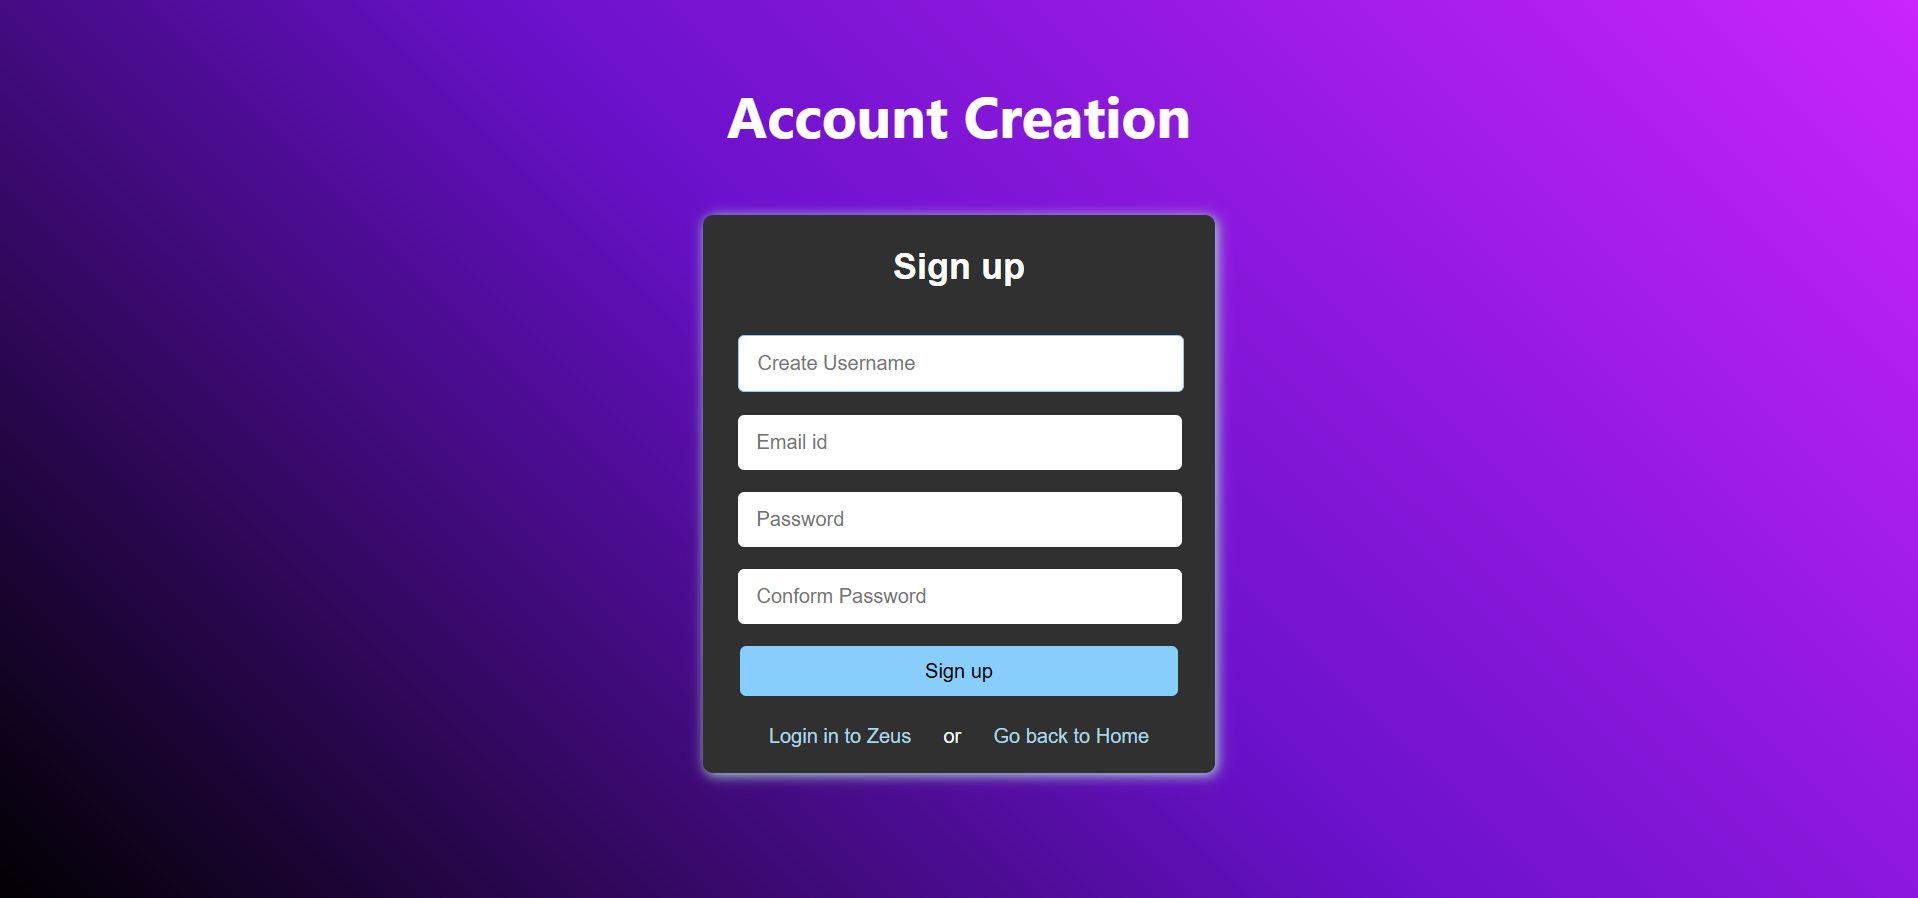 Account Creation
Sign up
Create Username
Email id
Password
Conform Password
Sign up
Login in to Zeus or Go back to Home